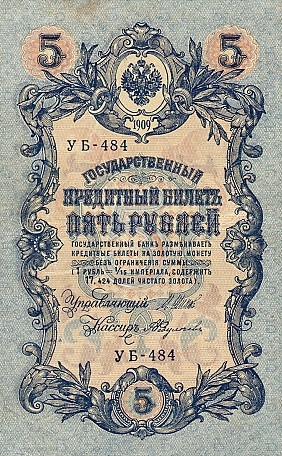 5 5
1909
УБ-484
ГОСУДАРСТВЕННЫЙ
КРЕДИТНЫЙ БИЛЕТЪ
ПЯТЬ РУБЛЕЙ
ГОСУДАРСТВЕННЫЙ БАНКЪ РАЗМѢНИВАЕТЪ
КРЕДИТНЫЕ БИЛЕТЫ НА ЗОЛОТУЮ МОНЕТУ
БЕЗЪ ОГРАНИЧЕНІЯ СУММЫ
(1 РУБЛЬ = 1/15 ИМПЕРІАЛА, СОДЕРЖИТЪ
17,424 ДОЛЕЙ ЧИСТАГО ЗОЛОТА).
Управляющій
Кассиръ
УБ-484
5